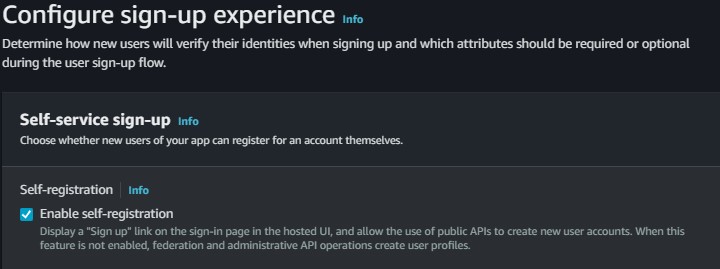 Configure sign-up experience Info
Determine how new users will verify their identities when signing up and which attributes should be required or optional
during the user sign-up flow.
Self-service sign-up Info
Choose whether new users of your app can register for an account themselves.
Self-registration Info
Enable self-registration
Display a "Sign up" link on the sign-in page in the hosted UI, and allow the use of public APIs to create new user accounts. When this
feature is not enabled, federation and administrative API operations create user profiles.